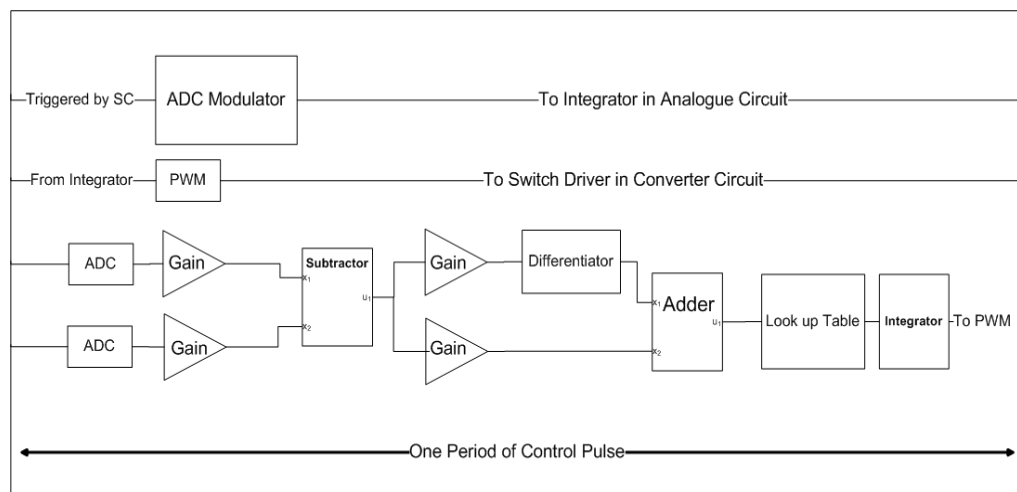 Triggered by SC
ADC Modulator
To Integrator in Analogue Circuit
From Integrator
PWM
To Switch Driver in Converter Circuit
ADC
Gain
Subtractor
x1
x2
u1
ADC
Gain
Gain
Differentiator
Gain
Adder
x1
x2
u1
Look up Table
Integrator
To PWM
One Period of Control Pulse